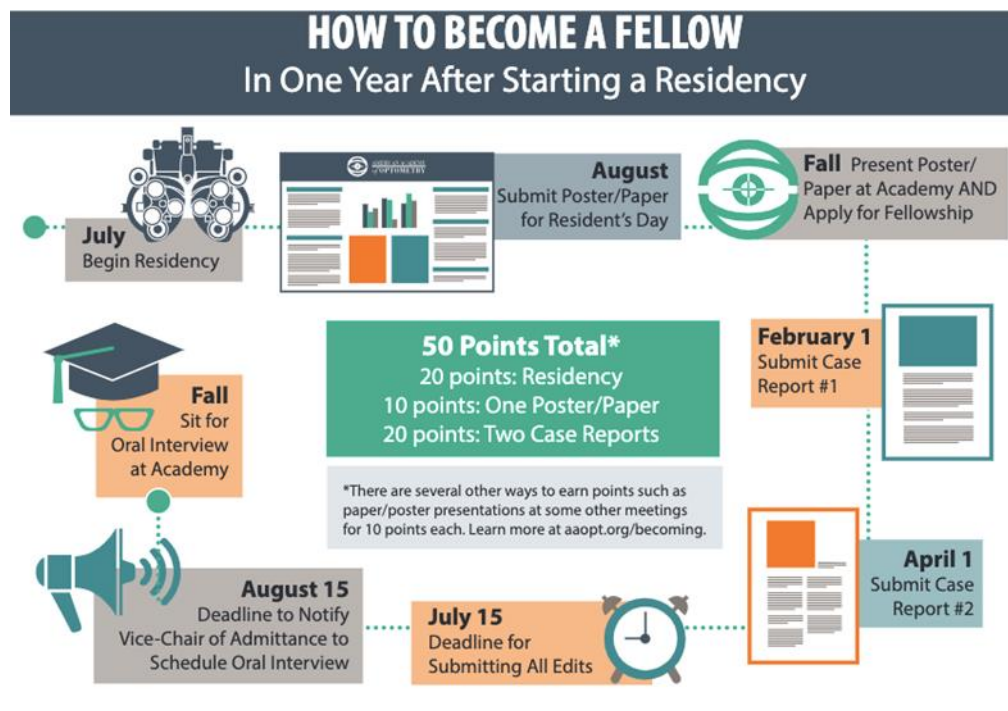 HOW TO BECOME A FELLOW
In One Year After Starting a Residency
July
Begin Residency
AMERICAN ACADEMY
of OPTOMETRY
August
Submit Poster/Paper
for Resident's Day
Fall Present Poster/
Paper at Academy AND
Apply for Fellowship
February 1
Submit Case
Report #1
April 1
Submit Case
Report #2
July 15
Deadline for
Submitting All Edits
August 15
Deadline to Notify
Vice-Chair of Admittance to
Schedule Oral Interview
Fall
Sit for
Oral Interview
at Academy
50 Points Total*
20 points: Residency
10 points: One Poster/Paper
20 points: Two Case Reports
*There are several other ways to earn points such as
paper/poster presentations at some other meetings
for 10 points each. Learn more at aaopt.org/becoming.